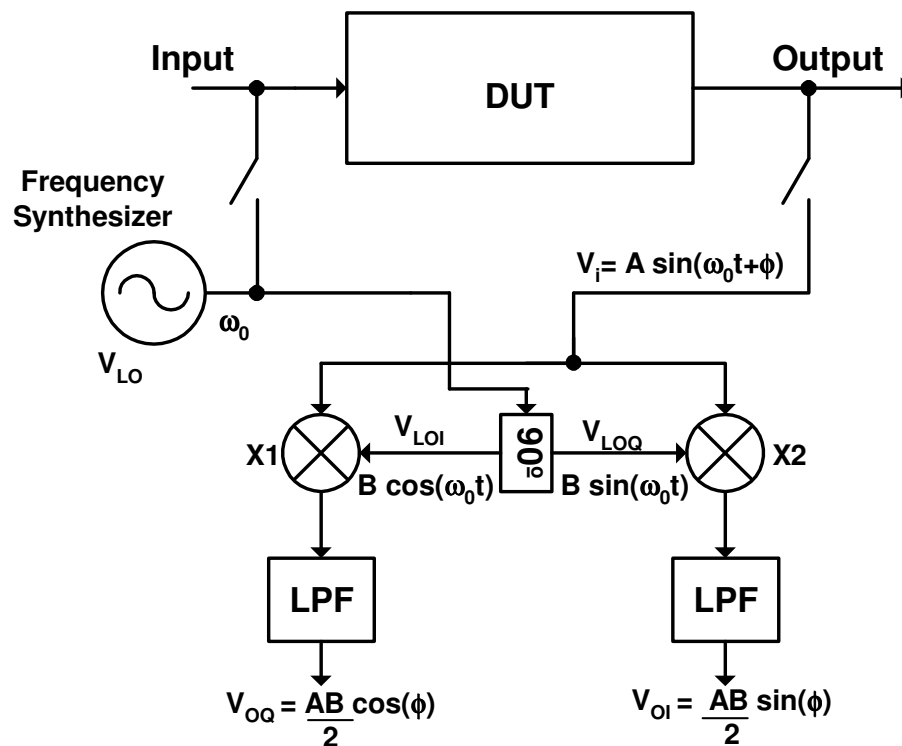 Input
Output
DUT
Frequency
Synthesizer
V_i= A sin(ω_0t+ϕ)
ω_0
V_LO
V_LOI
90º
V_LOQ
X1
X2
B cos(ω_0t)
B sin(ω_0t)
LPF
LPF
V_OQ = AB/2 cos(ϕ)
V_OI = AB/2 sin(ϕ)